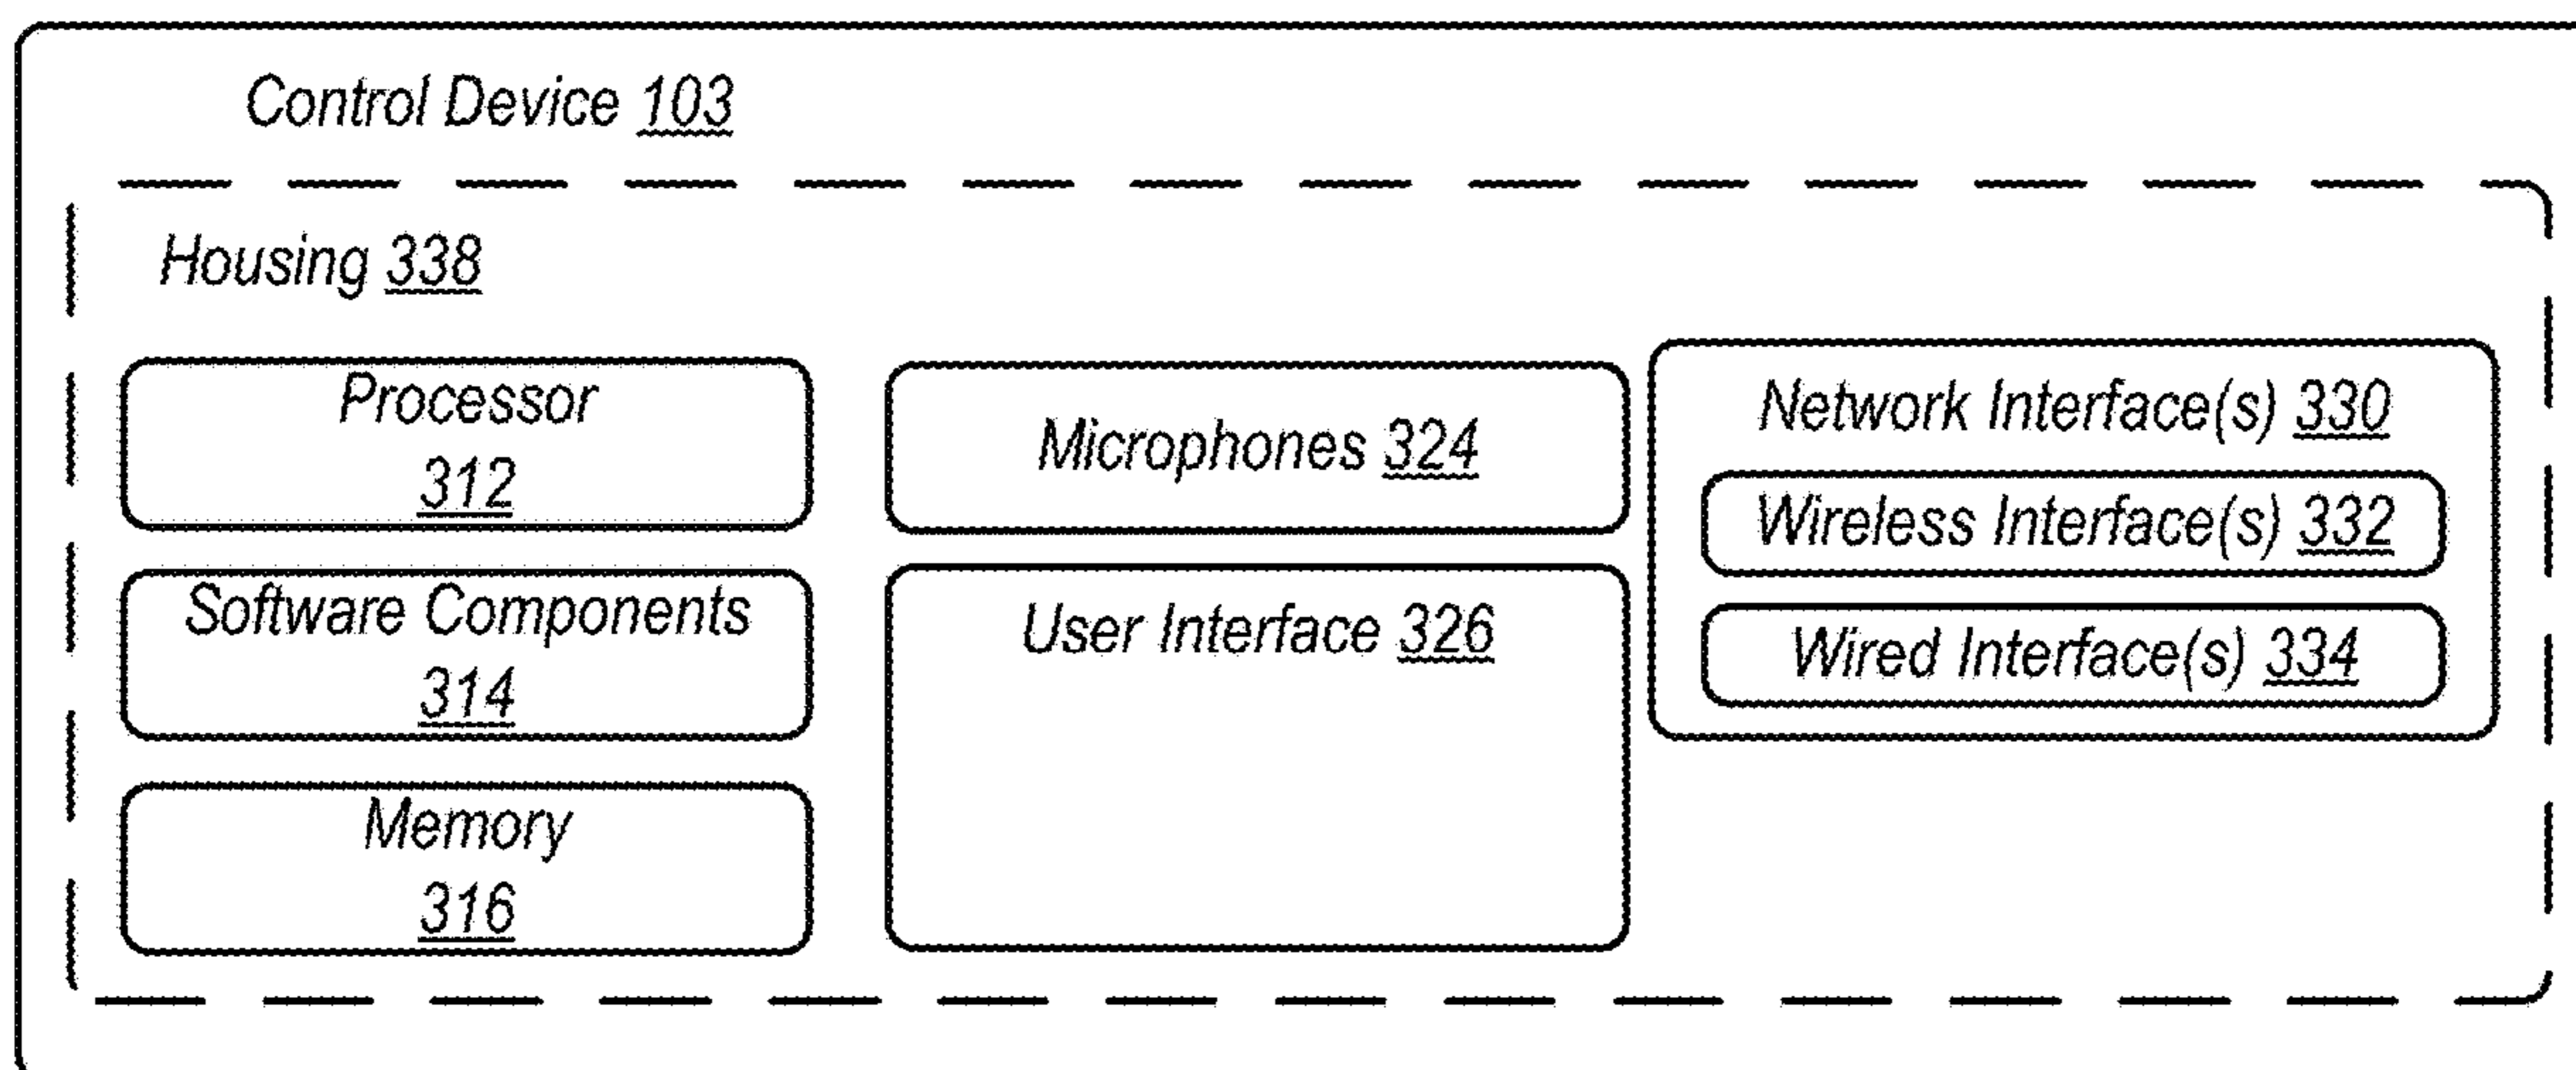 Control Device 103
Housing 338
Processor
312
Software Components
314
Memory
316
Microphones 324
User Interface 326
Network Interface(s) 330
Wireless Interface(s) 332
Wired Interface(s) 334